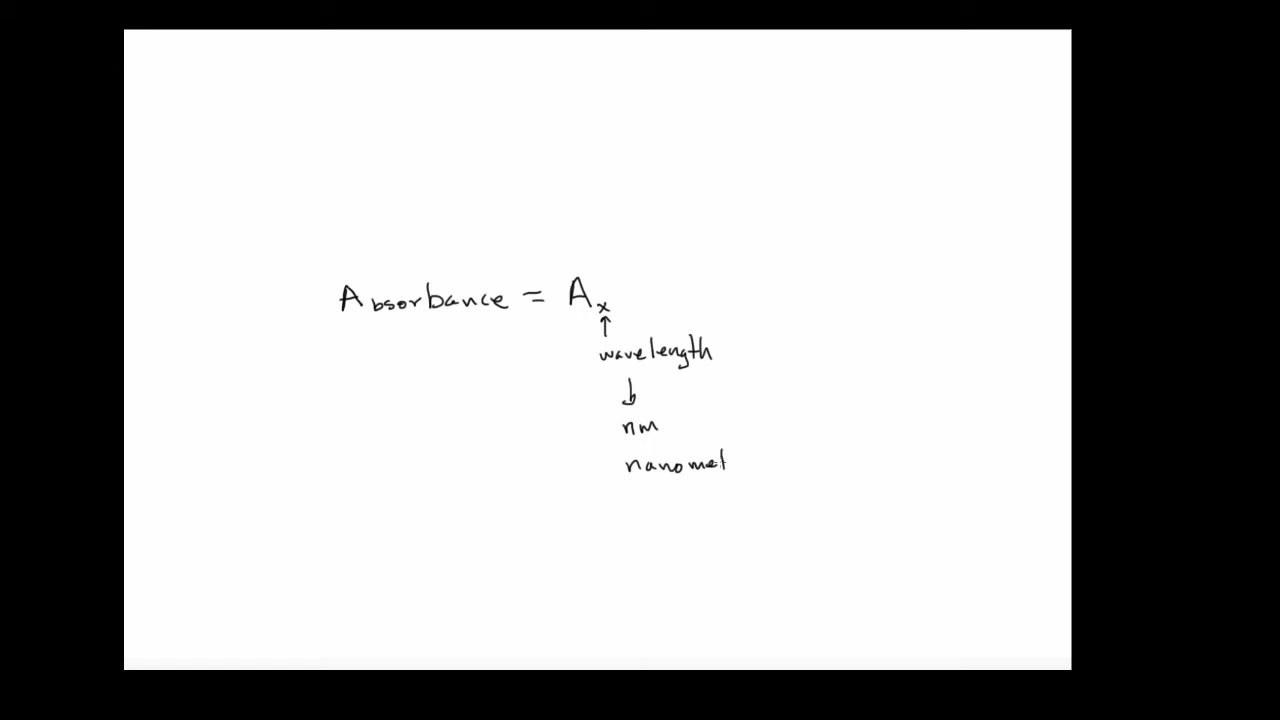 Absorbance = Ax
↑
wavelength
↓
nm
nanomet